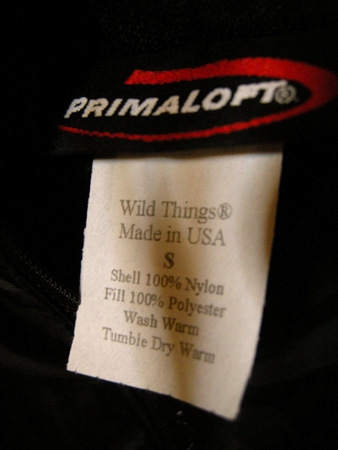 PRIMALOFT®
Wild Things®
Made in USA
S
Shell 100% Nylon
Fill 100% Polyester
Wash Warm
Tumble Dry Warm